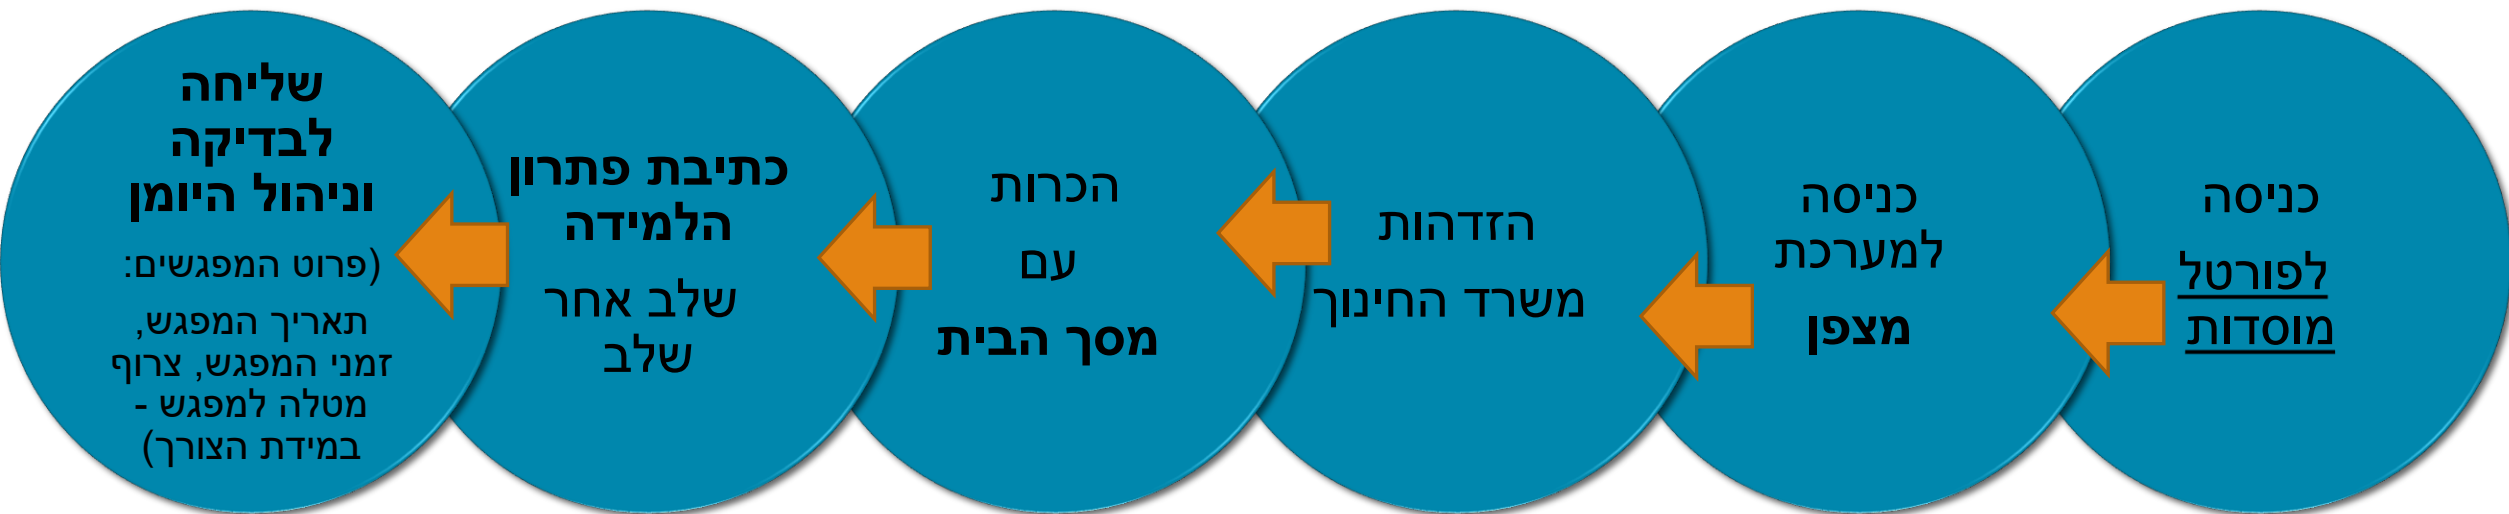 כניסה
לפורטל
מוסדות
כניסה
למערכת
מצפן
הזדהות
משרד החינוך
הכרות
עם
מסך הבית
כתיבת פתרון
הלמידה
שלב אחר
שלב
שליחה
לבדיקה
וניהול היומן
(פרוט המפגשים:
תאריך המפגש,
זמני המפגש, צרוף
מטלה למפגש -
במידת הצורך)